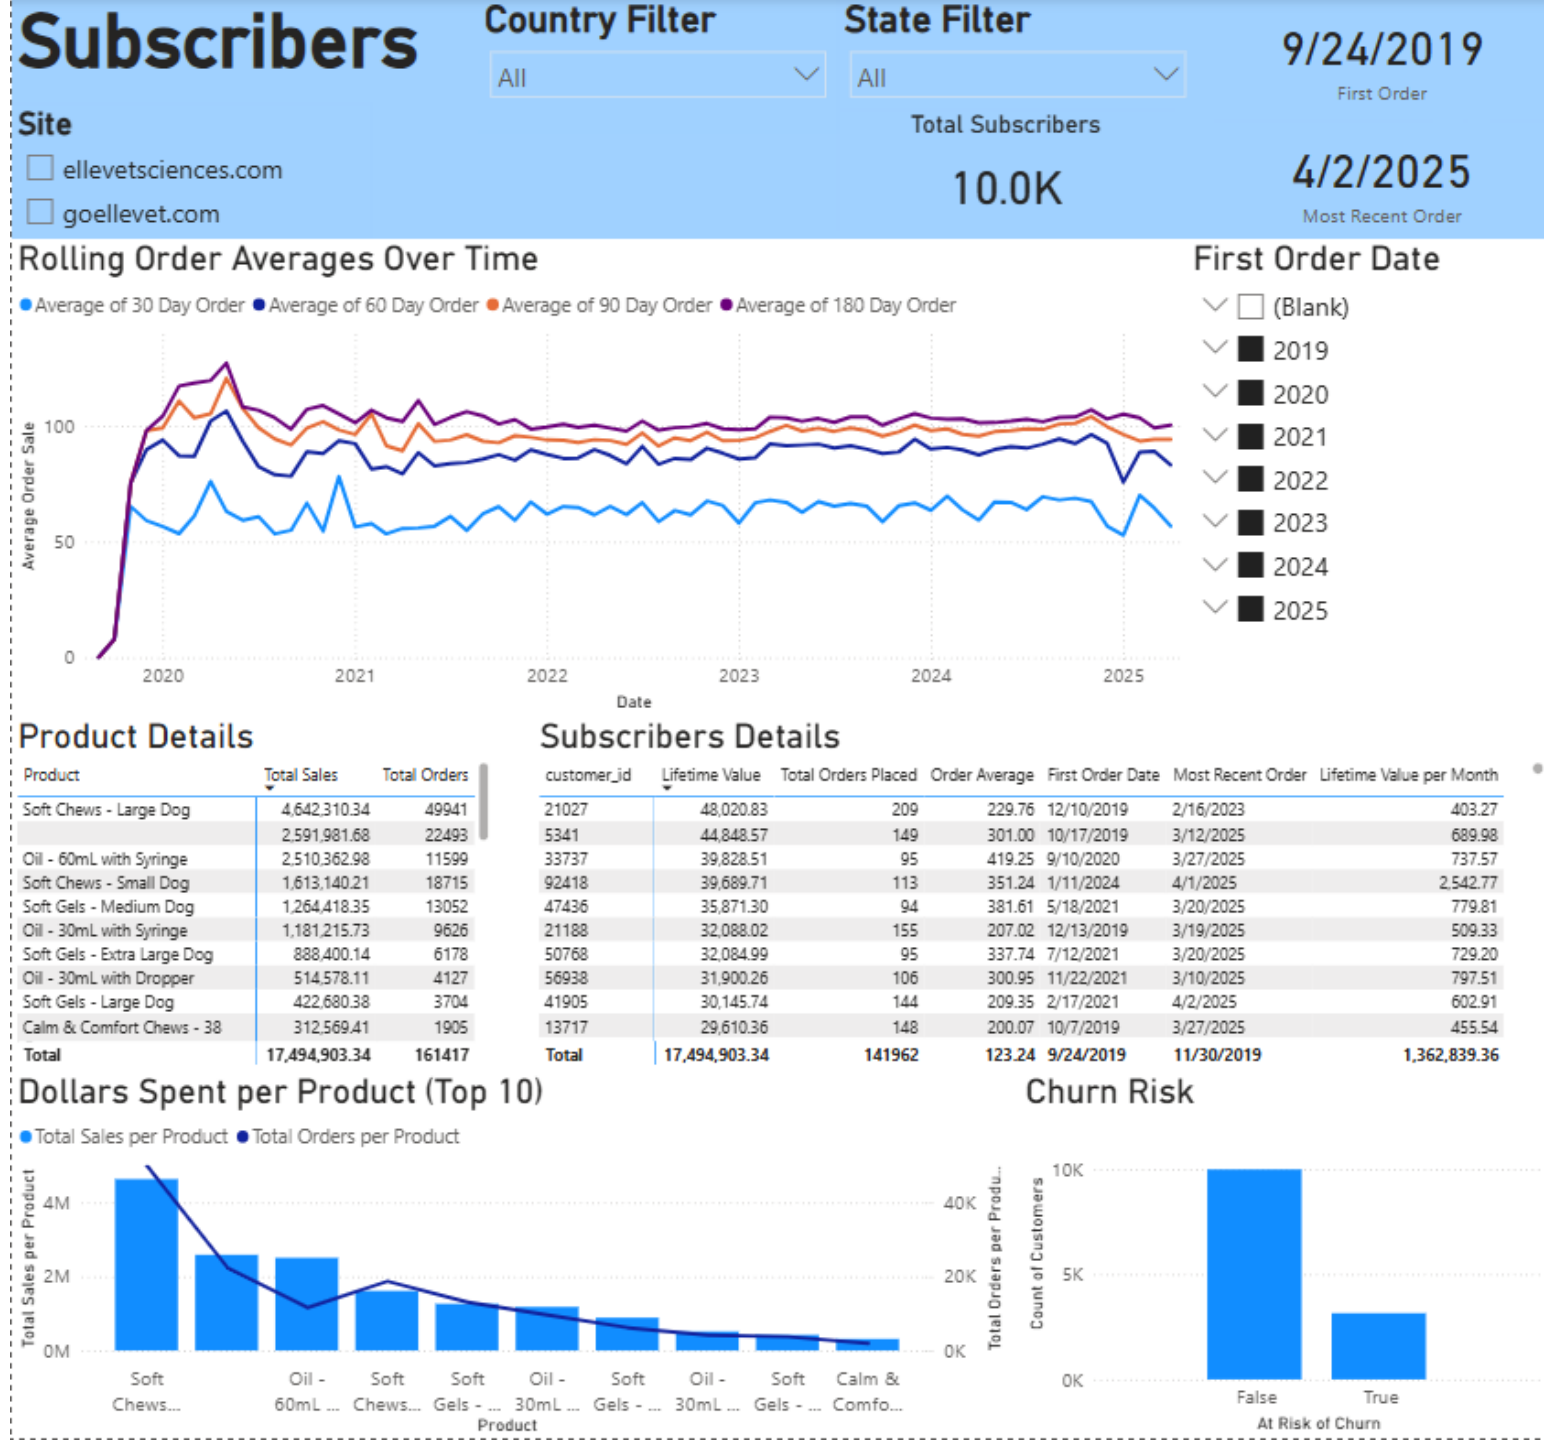 Subscribers
Country Filter
All
State Filter
All
9/24/2019
First Order
Site
ellevetsciences.com
goellevet.com
Total Subscribers
10.0K
4/2/2025
Most Recent Order
Rolling Order Averages Over Time
Average of 30 Day Order Average of 60 Day Order Average of 90 Day Order Average of 180 Day Order
Average Order Sale
100
50
0
2020 2021 2022 2023 2024 2025
Date
First Order Date
(Blank)
2019
2020
2021
2022
2023
2024
2025
Product Details
Product Total Sales Total Orders
Soft Chews - Large Dog 4,642,310.34 49941
2,591,981.68 22493
Oil - 60mL with Syringe 2,510,362.98 11599
Soft Chews - Small Dog 1,613,140.21 18715
Soft Gels - Medium Dog 1,264,418.35 13052
Oil - 30mL with Syringe 1,181,215.73 9626
Soft Gels - Extra Large Dog 888,400.14 6178
Oil - 30mL with Dropper 514,578.11 4127
Soft Gels - Large Dog 422,680.38 3704
Calm & Comfort Chews - 38 312,569.41 1905
Total 17,494,903.34 161417
Subscribers Details
customer_id Lifetime Value Total Orders Placed Order Average First Order Date Most Recent Order Lifetime Value per Month
21027 48,020.83 209 229.76 12/10/2019 2/16/2023 403.27
5341 44,848.57 149 301.00 10/17/2019 3/12/2025 689.98
33737 39,828.51 95 419.25 9/10/2020 3/27/2025 737.57
92418 39,689.71 113 351.24 1/11/2024 4/1/2025 2,542.77
47436 35,871.30 94 381.61 5/18/2021 3/20/2025 779.81
21188 32,088.02 155 207.02 12/13/2019 3/19/2025 509.33
50768 32,084.99 95 337.74 7/12/2021 3/20/2025 729.20
56938 31,900.26 106 300.95 11/22/2021 3/10/2025 797.51
41905 30,145.74 144 209.35 2/17/2021 4/2/2025 602.91
13717 29,610.36 148 200.07 10/7/2019 3/27/2025 455.54
Total 17,494,903.34 141962 123.24 9/24/2019 11/30/2019 1,362,839.36
Dollars Spent per Product (Top 10)
Total Sales per Product Total Orders per Product
Total Sales per Product
4M
2M
0M
40K
20K
0K
Total Orders per Produ...
Soft Oil - Soft Soft Oil - Soft Oil - Soft Calm &
Chews... 60mL ... Chews... Gels - ... 30mL ... Gels - ... 30mL ... Gels - ... Comfo...
Product
Churn Risk
Count of Customers
10K
5K
0K
False True
At Risk of Churn